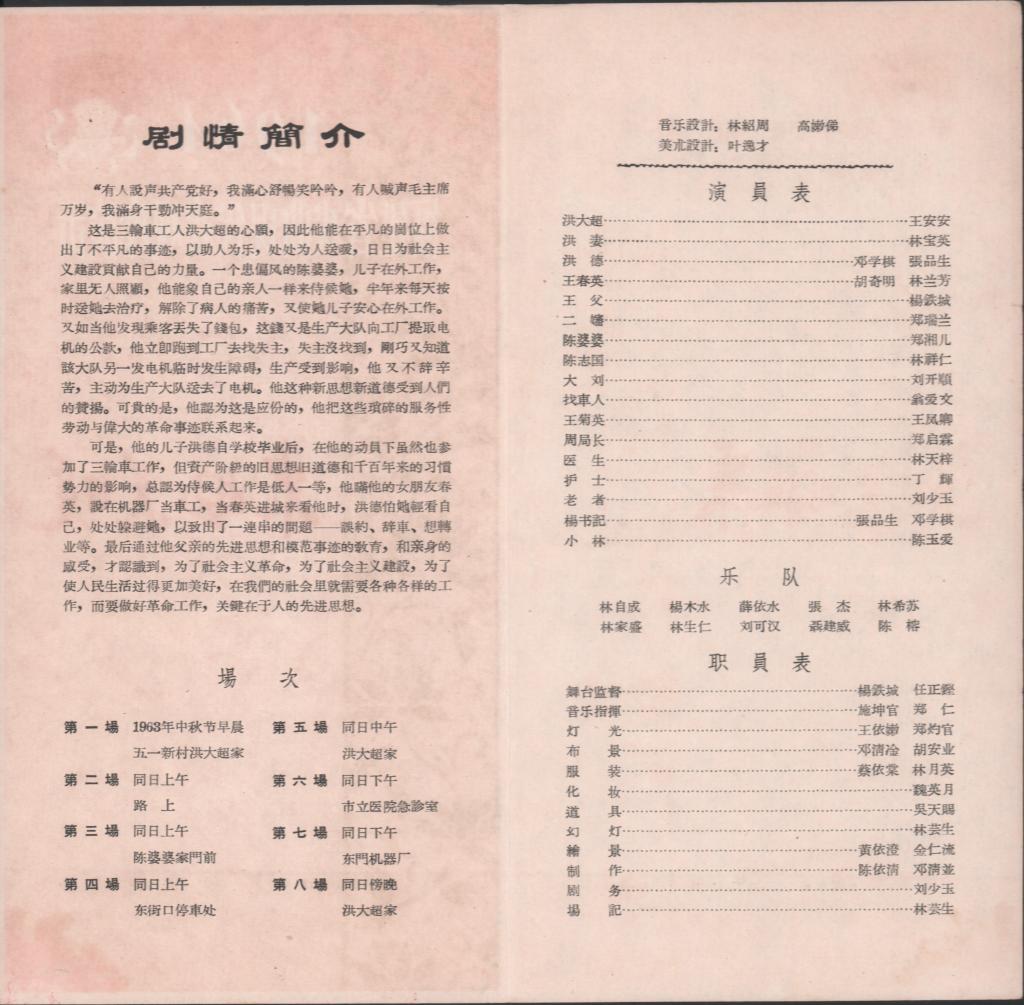 剧情簡介
“有人說声共产党好，我滿心舒暢笑吟吟，有人喊声毛主席
万岁，我滿身干勁冲天庭。”
这是三輪車工人洪大超的心願，因此他能在平凡的崗位上做
出了不平凡的事迹，以助人为乐，处处为人送暖，日日为社会主
义建設貢献自己的力量。一个患偏风的陈婆婆，儿子在外工作，
家里无人照顧，他能象自己的亲人一样来侍候她，半年来每天按
时送她去治疗，解除了病人的痛苦，又使她儿子安心在外工作。
又如当他发現乘客丟失了錢包，这錢又是生产大队向工厂提取电
机的公款，他立卽跑到工厂去找失主，失主沒找到，剛巧又知道
該大队另一发电机临时发生障碍，生产受到影响，他又不辞辛
苦，主动为生产大队送去了电机。他这种新思想新道德受到人們
的贊揚。可貴的是，他認为这是应份的，他把这些瑣碎的服务性
劳动与偉大的革命事迹联系起来。
可是，他的儿子洪德自学校毕业后，在他的动員下虽然也参
加了三輪車工作，但資产阶級的旧思想旧道德和千百年来的习慣
勢力的影响，总認为侍候人工作是低人一等，他瞞他的女朋友春
英，說在机器厂当車工，当春英进城来看他时，洪德怕她輕看自
己，处处躲避她，以致出了一連串的問題——誤約、辞車、想轉
业等。最后通过他父亲的先进思想和模范事迹的敎育，和亲身的
感受，才認識到，为了社会主义革命，为了社会主义建設，为了
使人民生活过得更加美好，在我們的社会里就需要各种各样的工
作，而要做好革命工作，关鍵在于人的先进思想。
場次
第一場 1963年中秋节早晨
五一新村洪大超家
第二場 同日上午
路上
第三場 同日上午
陈婆婆家門前
第四場 同日上午
东街口停車处
第五場 同日中午
洪大超家
第六場 同日下午
市立医院急診室
第七場 同日下午
东門机器厂
第八場 同日傍晚
洪大超家
音乐設計：林紹周 高嫩俤
美朮設計：叶逸才
演員表
洪大超……王安安
洪妻……林宝英
洪德……邓学棋 張品生
王春英……胡奇明 林兰芳
王父……楊鉄城
二嬸……郑瑞兰
陈婆婆……郑湘儿
陈志国……林祥仁
大刘……刘开順
找車人……翁爱文
王菊英……王凤卿
周局长……郑启霖
医生……林天梓
护士……丁輝
老者……刘少玉
楊书記……張品生 邓学棋
小林……陈玉爱
乐队
林自成 楊木水 薛依水 張杰 林希苏
林家盛 林生仁 刘可汉 聂建威 陈榕
职員表
舞台监督……楊鉄城 任正鏗
音乐指揮……施坤官 郑仁
灯光……王依嫩 郑灼官
布景……邓清淦 胡安业
服装……蔡依棠 林月英
化妆……魏英月
道具……吳天賜
幻灯……林芸生
繪景……黄依澄 金仁流
制作……陈依清 邓清並
剧务……刘少玉
場記……林芸生